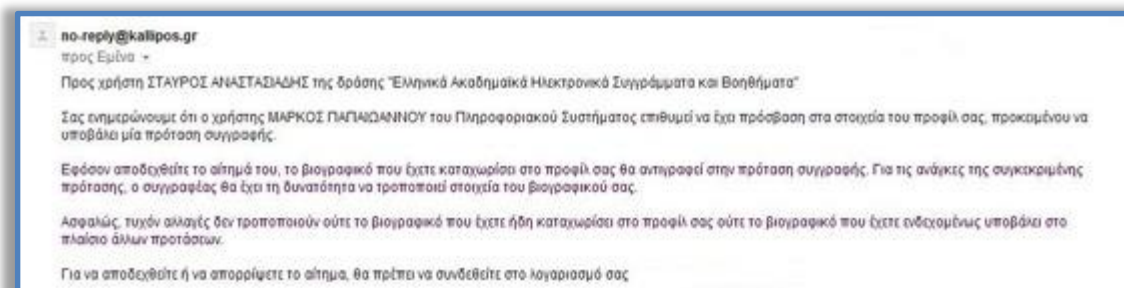 no-reply@kallipos.gr
προς Εμένα
Προς χρήστη ΣΤΑΥΡΟΣ ΑΝΑΣΤΑΣΙΑΔΗΣ της δράσης "Ελληνικά Ακαδημαϊκά Ηλεκτρονικά Συγγράμματα και Βοηθήματα"
Σας ενημερώνουμε ότι ο χρήστης ΜΑΡΚΟΣ ΠΑΠΑΙΩΑΝΝΟΥ του Πληροφοριακού Συστήματος επιθυμεί να έχει πρόσβαση στα στοιχεία του προφίλ σας, προκειμένου να
υποβάλει μία πρόταση συγγραφής.
Εφόσον αποδεχθείτε το αίτημά του, το βιογραφικό που έχετε καταχωρίσει στο προφίλ σας θα αντιγραφεί στην πρόταση συγγραφής. Για τις ανάγκες της συγκεκριμένης
πρότασης, ο συγγραφέας θα έχει τη δυνατότητα να τροποποιεί στοιχεία του βιογραφικού σας.
Ασφαλώς, τυχόν αλλαγές δεν τροποποιούν ούτε το βιογραφικό που έχετε ήδη καταχωρίσει στο προφίλ σας ούτε το βιογραφικό που έχετε ενδεχομένως υποβάλει στο
πλαίσιο άλλων προτάσεων.
Για να αποδεχθείτε ή να απορρίψετε το αίτημα, θα πρέπει να συνδεθείτε στο λογαριασμό σας